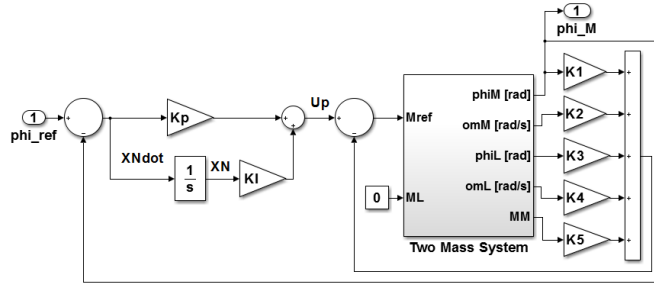 1
phi_M
K1
phiM [rad]
Up
Kp
K2
1
Mref
omM [rad/s]
phi_ref
K3
phiL [rad]
XNdot
XN
1
s
KI
K4
omL [rad/s]
0
ML
MM
K5
Two Mass System